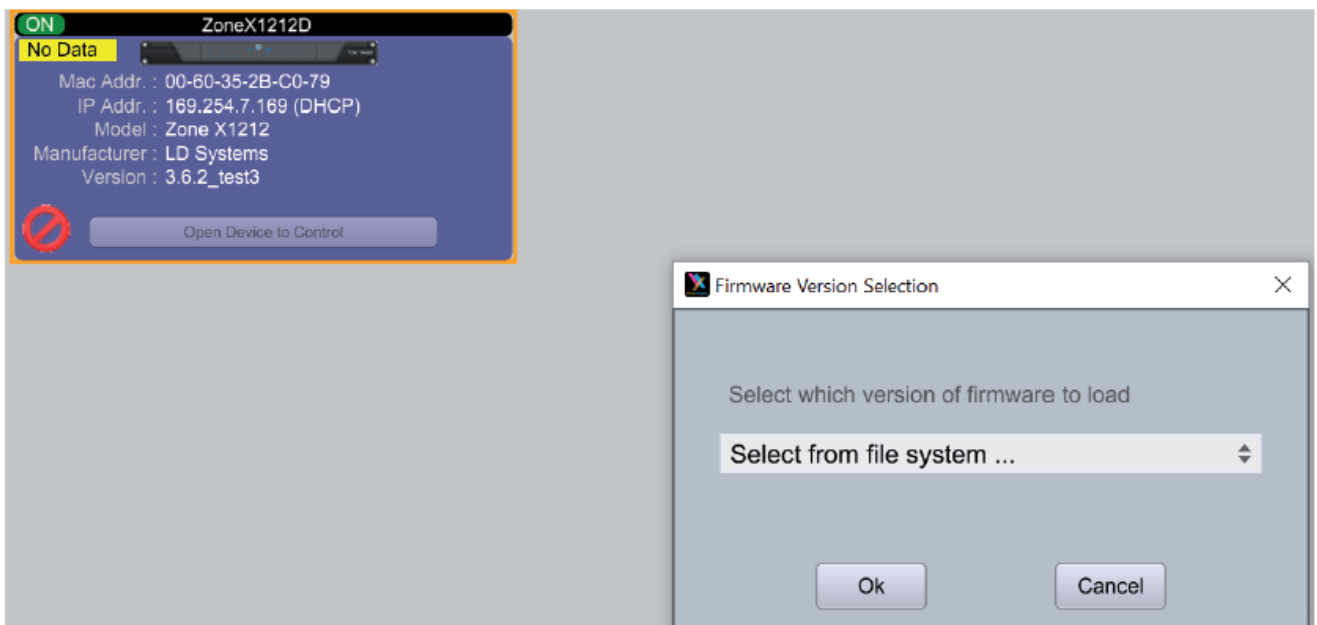 ON ZoneX1212D
No Data
Mac Addr. : 00-60-35-2B-C0-79
IP Addr. : 169.254.7.169 (DHCP)
Model : Zone X1212
Manufacturer : LD Systems
Version : 3.6.2_test3
Open Device to Control
Firmware Version Selection
Select which version of firmware to load
Select from file system ...
Ok Cancel